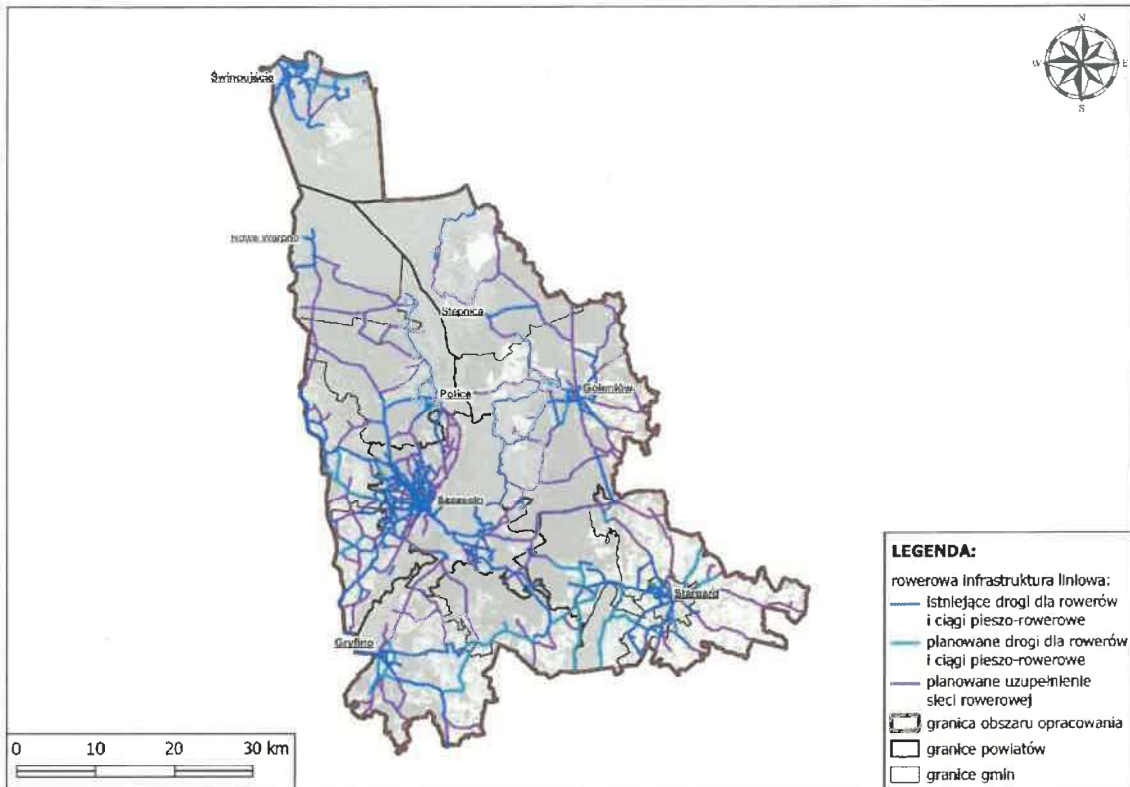 N
W E
S
Świnoujście
Nowe Warpno
Stepnica
Police
Goleniów
Szczecin
Stargard
Gryfino
0 10 20 30 km
LEGENDA:
rowerowa infrastruktura liniowa:
istniejące drogi dla rowerów
i ciągi pieszo-rowerowe
planowane drogi dla rowerów
i ciągi pieszo-rowerowe
planowane uzupełnienie
sieci rowerowej
granica obszaru opracowania
granice powiatów
granice gmin